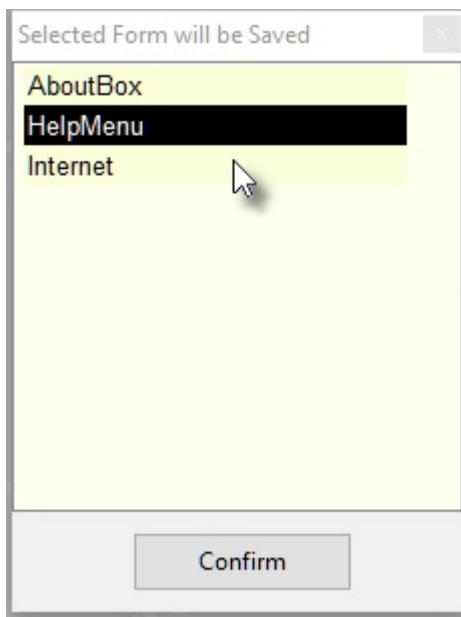 Selected Form will be Saved
AboutBox
HelpMenu
Internet
Confirm